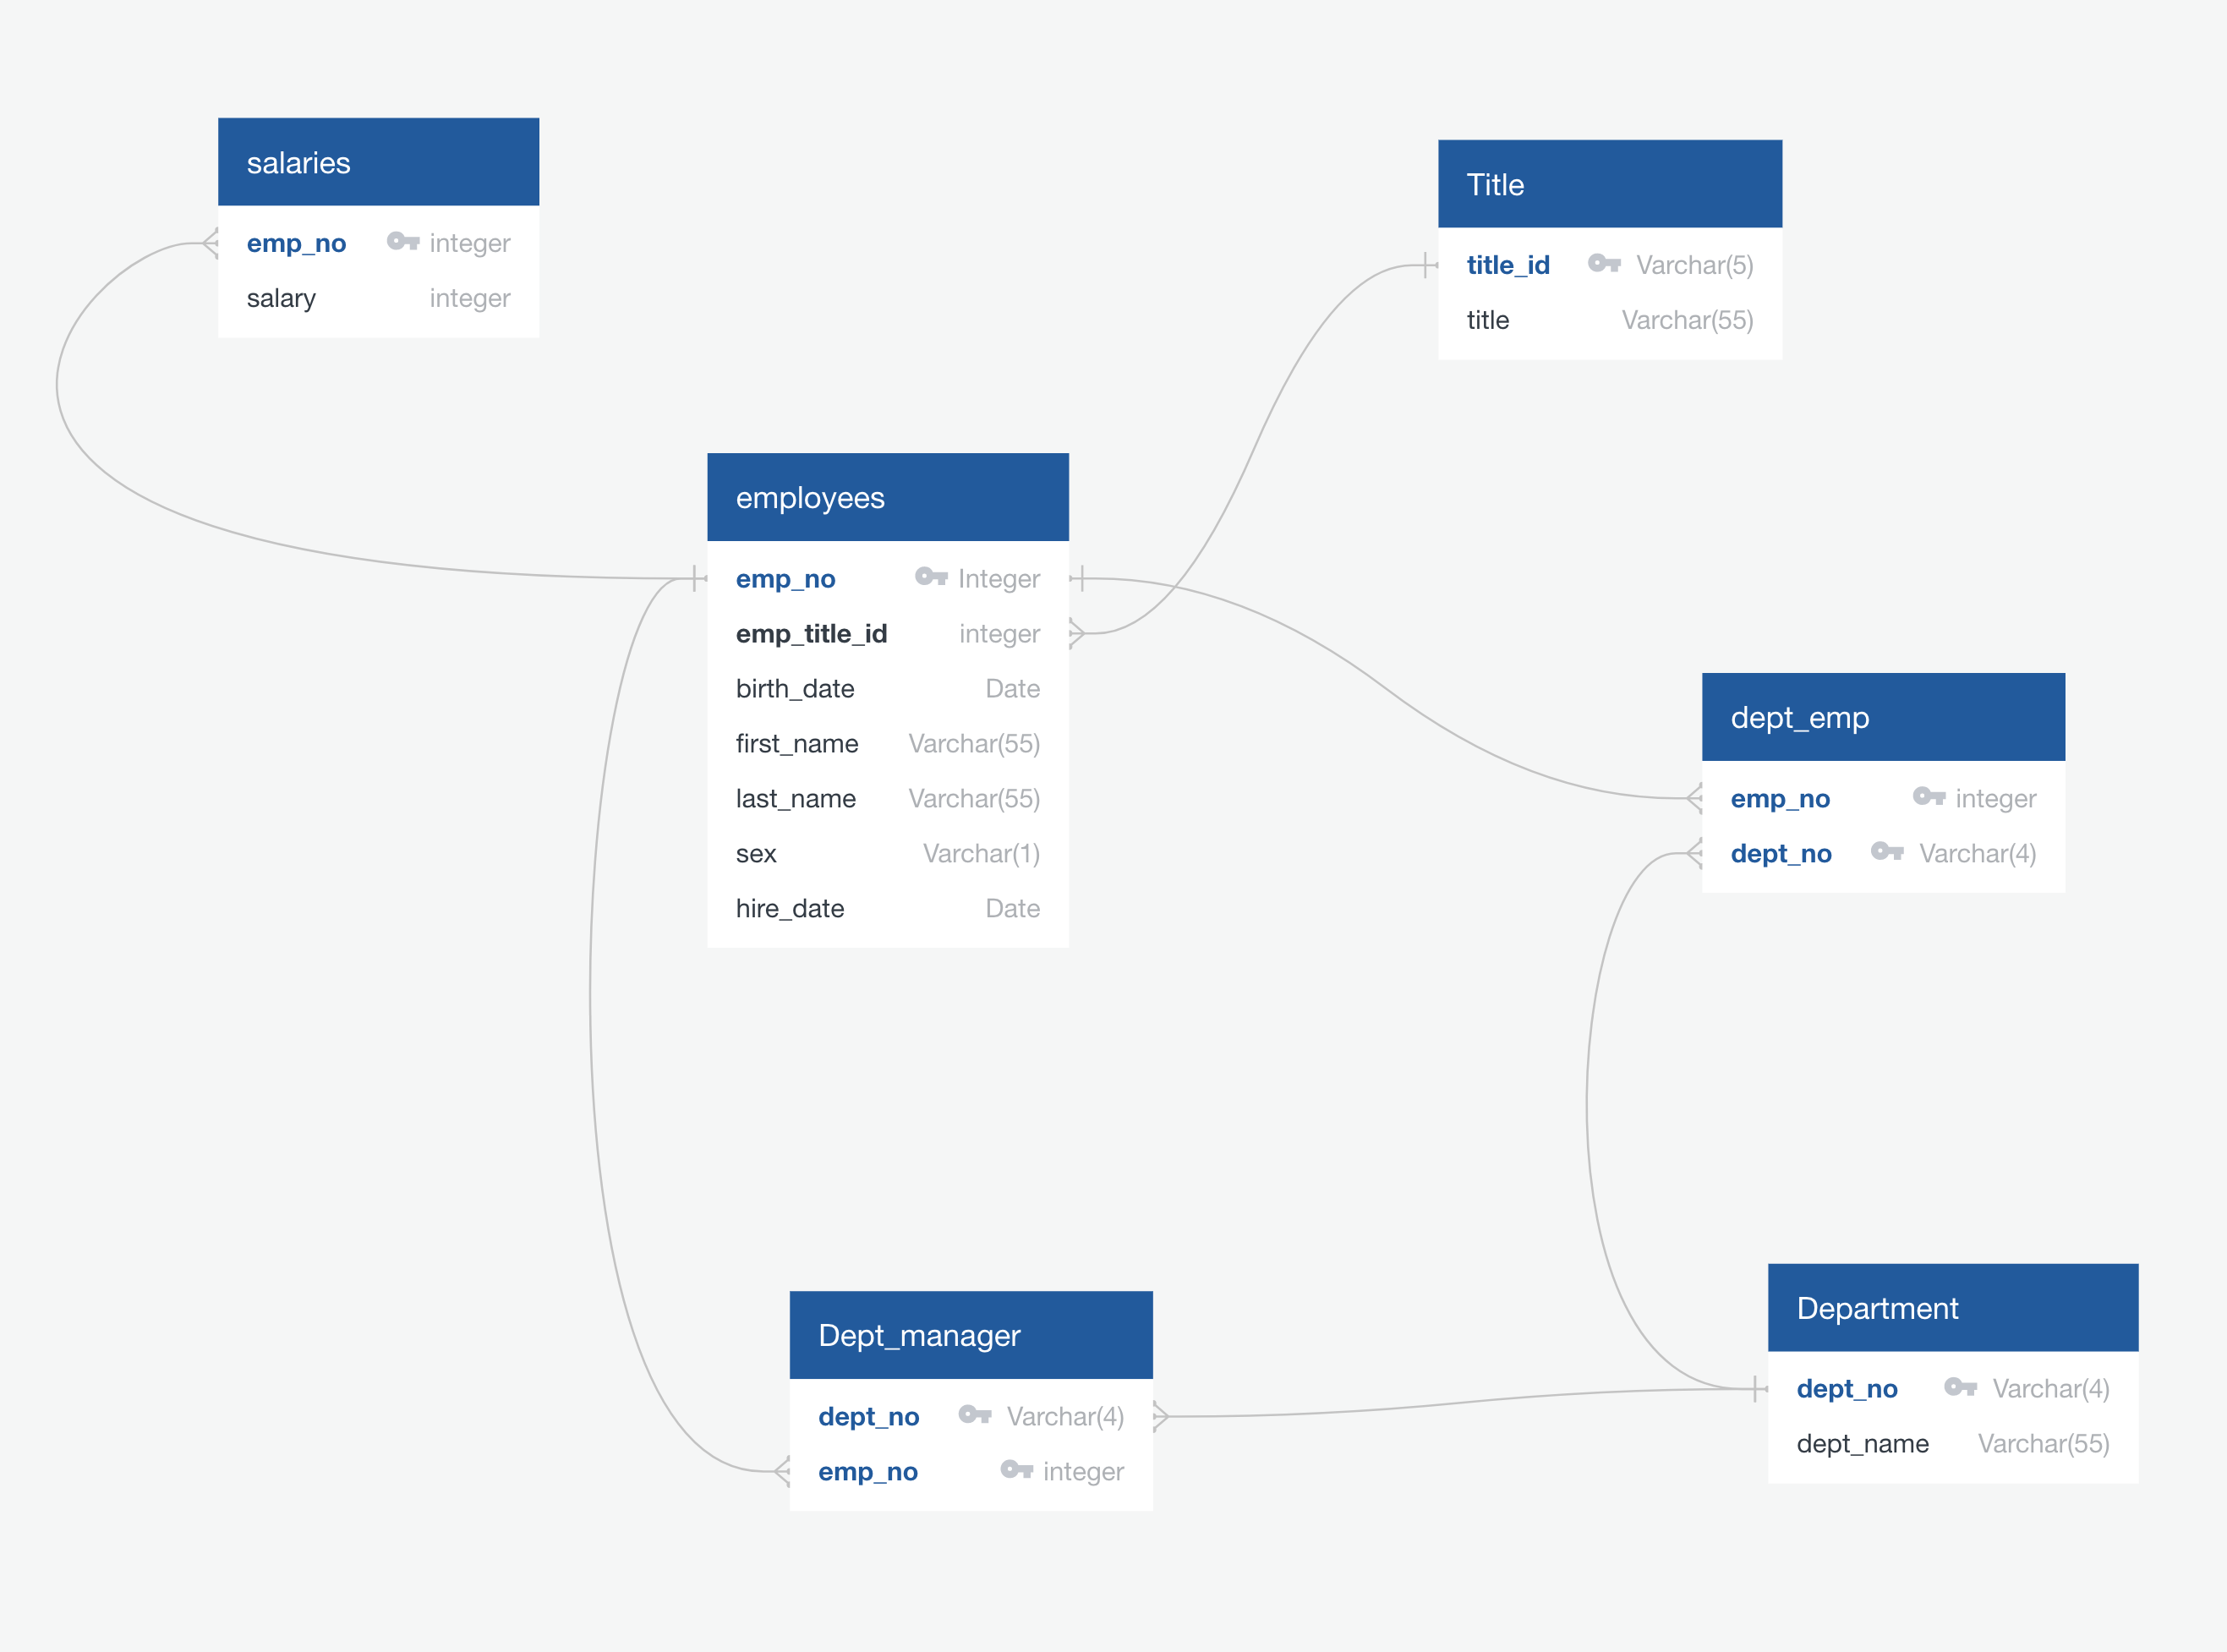 salaries
emp_no integer
salary integer
Title
title_id Varchar(5)
title Varchar(55)
employees
emp_no Integer
emp_title_id integer
birth_date Date
first_name Varchar(55)
last_name Varchar(55)
sex Varchar(1)
hire_date Date
dept_emp
emp_no integer
dept_no Varchar(4)
Dept_manager
dept_no Varchar(4)
emp_no integer
Department
dept_no Varchar(4)
dept_name Varchar(55)